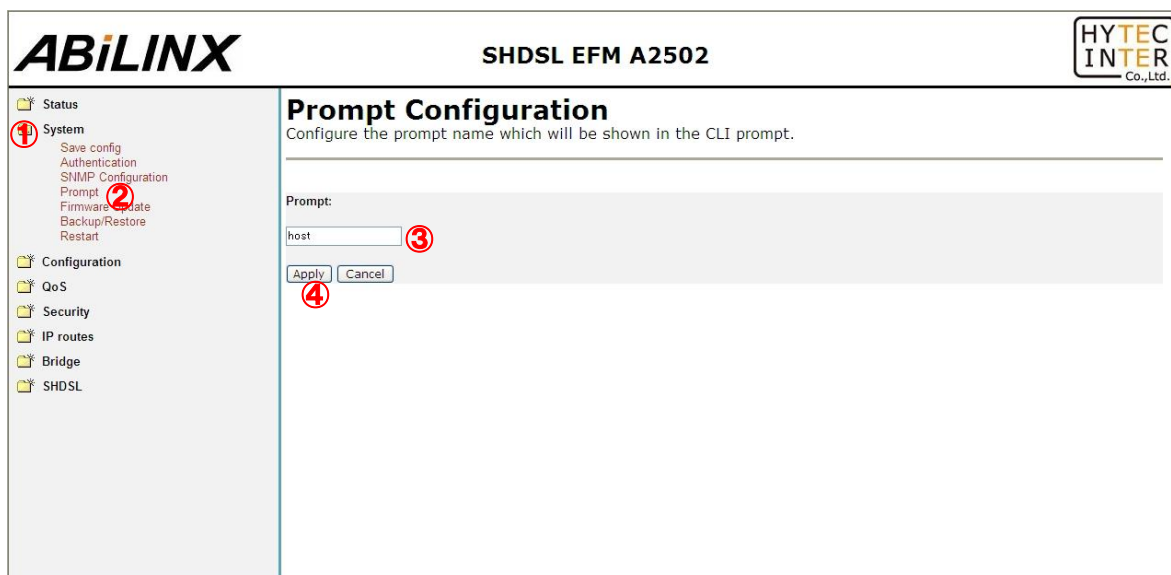 ABiLINX
SHDSL EFM A2502
HYTEC
INTER
Co.,Ltd.
Status
① System
Save config
Authentication
SNMP Configuration
Prompt ②
Firmware Update
Backup/Restore
Restart
Configuration
QoS
Security
IP routes
Bridge
SHDSL
Prompt Configuration
Configure the prompt name which will be shown in the CLI prompt.
Prompt:
host ③
Apply Cancel
④